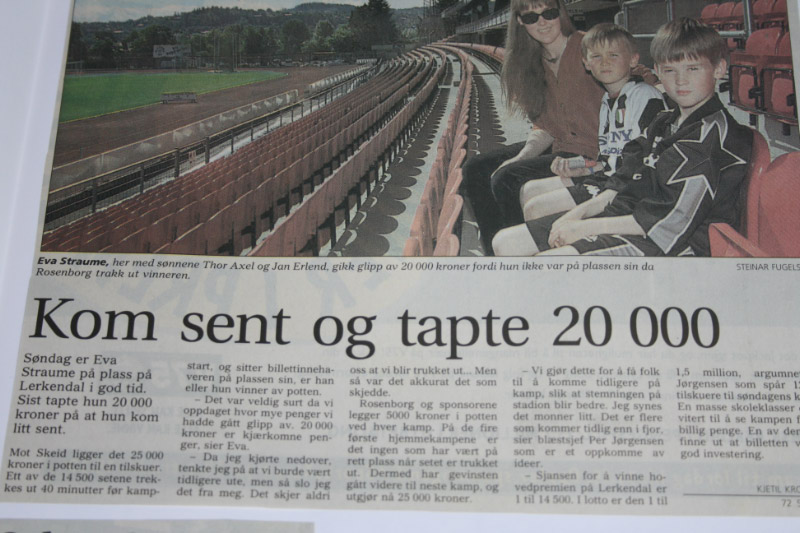 SNY
Eva Straume, her med sønnene Thor Axel og Jan Erlend, gikk glipp av 20 000 kroner fordi hun ikke var på plassen sin da
Rosenborg trakk ut vinneren.
STEINAR FUGELS
Kom sent og tapte 20 000
Søndag er Eva
Straume på plass på
Lerkendal i god tid.
Sist tapte hun 20 000
kroner på at hun kom
litt sent.
Mot Skeid ligger det 25 000
kroner i potten til en tilskuer.
Ett av de 14 500 setene trek-
kes ut 40 minutter før kamp-
start, og sitter billettinneha-
veren på plassen sin, er han
eller hun vinner av potten.
– Det var veldig surt da vi
oppdaget hvor mye penger vi
hadde gått glipp av. 20 000
kroner er kjærkomne pen-
ger, sier Eva.
– Da jeg kjørte nedover,
tenkte jeg på at vi burde vært
tidligere ute, men så slo jeg
det fra meg. Det skjer aldri
oss at vi blir trukket ut... Men
så var det akkurat det som
skjedde.
Rosenborg og sponsorene
legger 5000 kroner i potten
ved hver kamp. På de fire
første hjemmekampene er
det ingen som har vært på
rett plass når setet er trukket
ut. Dermed har gevinsten
gått videre til neste kamp, og
utgjør nå 25 000 kroner.
– Vi gjør dette for å få folk
til å komme tidligere på
kamp, slik at stemningen på
stadion blir bedre. Jeg synes
det monner litt. Det er flere
som kommer tidlig enn i fjor,
sier blæstsjef Per Jørgensen
som er et oppkomme av
ideer.
– Sjansen for å vinne ho-
vedpremien på Lerkendal er
1 til 14 500. I lotto er den 1 til
1,5 million, argumne
Jørgensen som spår 1
tilskuere til søndagens k
En masse skoleklasser
vitert til å se kampen f
billig penge. En av der
finne ut at billetten v
god investering.
KJETIL KRO
72 S